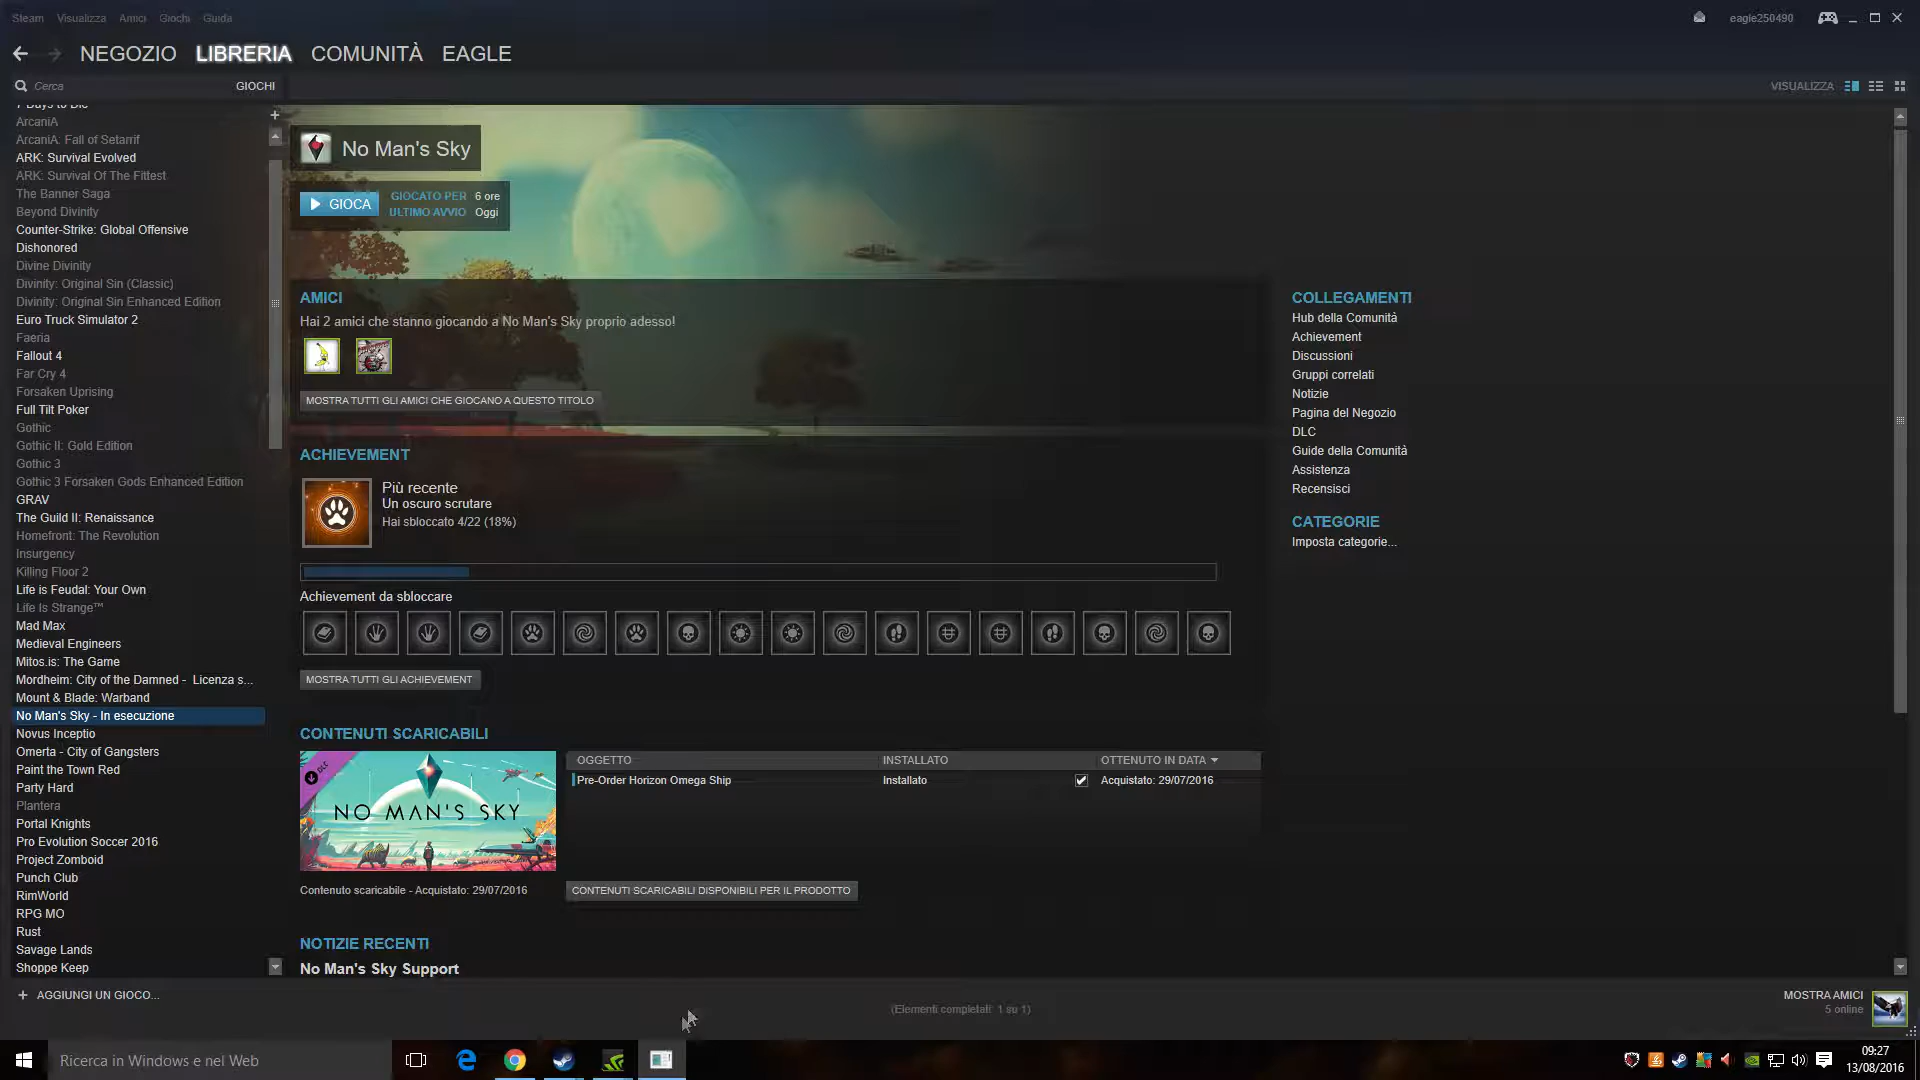 Steam Visualizza Amici Giochi Guida
eagle250490
NEGOZIO LIBRERIA COMUNITÀ EAGLE
Cerca
GIOCHI
VISUALIZZA
7 Days to Die
ArcaniA
ArcaniA: Fall of Setarrif
ARK: Survival Evolved
ARK: Survival Of The Fittest
The Banner Saga
Beyond Divinity
Counter-Strike: Global Offensive
Dishonored
Divine Divinity
Divinity: Original Sin (Classic)
Divinity: Original Sin Enhanced Edition
Euro Truck Simulator 2
Faeria
Fallout 4
Far Cry 4
Forsaken Uprising
Full Tilt Poker
Gothic
Gothic II: Gold Edition
Gothic 3
Gothic 3 Forsaken Gods Enhanced Edition
GRAV
The Guild II: Renaissance
Homefront: The Revolution
Insurgency
Killing Floor 2
Life is Feudal: Your Own
Life Is Strange™
Mad Max
Medieval Engineers
Mitos.is: The Game
Mordheim: City of the Damned - Licenza s...
Mount & Blade: Warband
No Man's Sky - In esecuzione
Novus Inceptio
Omerta - City of Gangsters
Paint the Town Red
Party Hard
Plantera
Portal Knights
Pro Evolution Soccer 2016
Project Zomboid
Punch Club
RimWorld
RPG MO
Rust
Savage Lands
Shoppe Keep
AGGIUNGI UN GIOCO...
No Man's Sky
GIOCA
GIOCATO PER 6 ore
ULTIMO AVVIO Oggi
AMICI
Hai 2 amici che stanno giocando a No Man's Sky proprio adesso!
MOSTRA TUTTI GLI AMICI CHE GIOCANO A QUESTO TITOLO
ACHIEVEMENT
Più recente
Un oscuro scrutare
Hai sbloccato 4/22 (18%)
Achievement da sbloccare
MOSTRA TUTTI GLI ACHIEVEMENT
CONTENUTI SCARICABILI
DLC
NO MAN'S SKY
Contenuto scaricabile - Acquistato: 29/07/2016
OGGETTO INSTALLATO OTTENUTO IN DATA
Pre-Order Horizon Omega Ship Installato Acquistato: 29/07/2016
CONTENUTI SCARICABILI DISPONIBILI PER IL PRODOTTO
NOTIZIE RECENTI
No Man's Sky Support
COLLEGAMENTI
Hub della Comunità
Achievement
Discussioni
Gruppi correlati
Notizie
Pagina del Negozio
DLC
Guide della Comunità
Assistenza
Recensisci
CATEGORIE
Imposta categorie...
(Elementi completati: 1 su 1)
MOSTRA AMICI
5 online
Ricerca in Windows e nel Web
09:27
13/08/2016